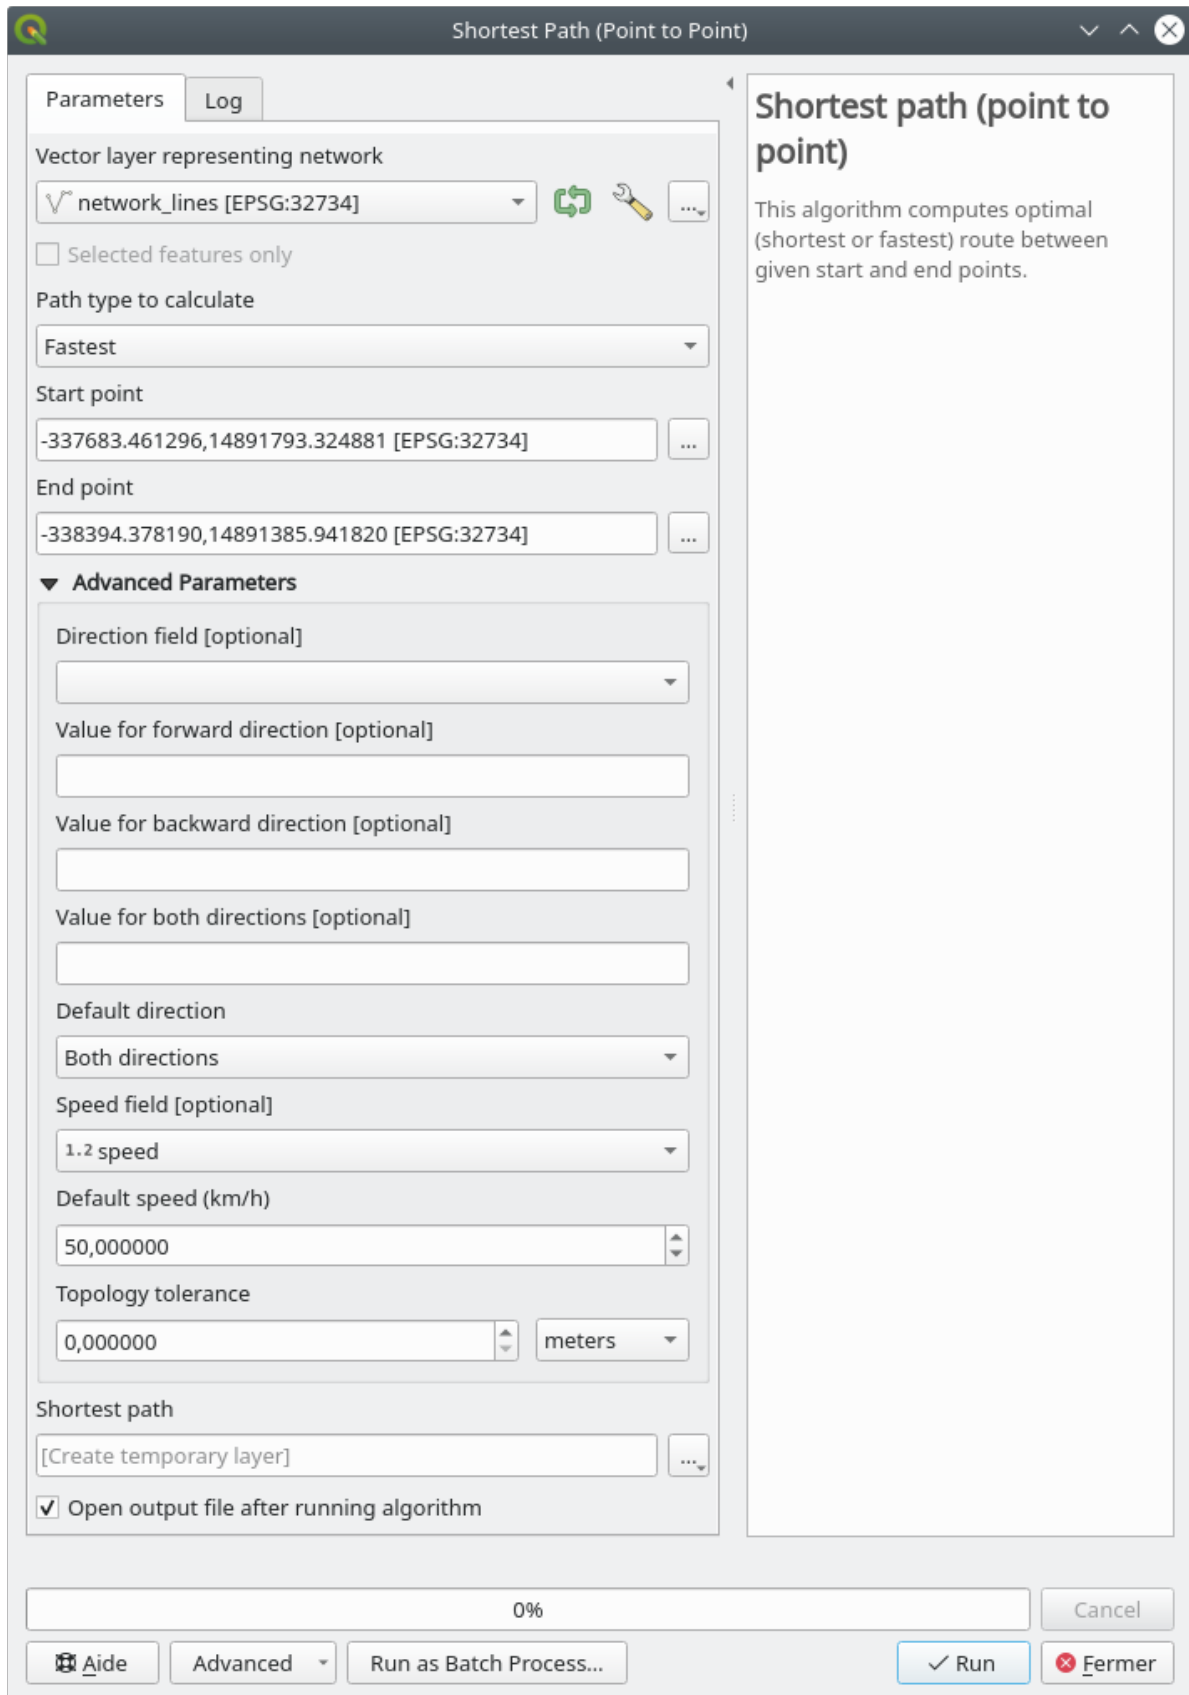 Shortest Path (Point to Point)
Parameters
Log
Vector layer representing network
network_lines [EPSG:32734]
...
Selected features only
Path type to calculate
Fastest
Start point
-337683.461296,14891793.324881 [EPSG:32734]
...
End point
-338394.378190,14891385.941820 [EPSG:32734]
...
Advanced Parameters
Direction field [optional]
Value for forward direction [optional]
Value for backward direction [optional]
Value for both directions [optional]
Default direction
Both directions
Speed field [optional]
1.2 speed
Default speed (km/h)
50,000000
Topology tolerance
0,000000
meters
Shortest path
[Create temporary layer]
...
Open output file after running algorithm
Shortest path (point to
point)
This algorithm computes optimal
(shortest or fastest) route between
given start and end points.
0%
Cancel
Aide
Advanced
Run as Batch Process...
Run
Fermer